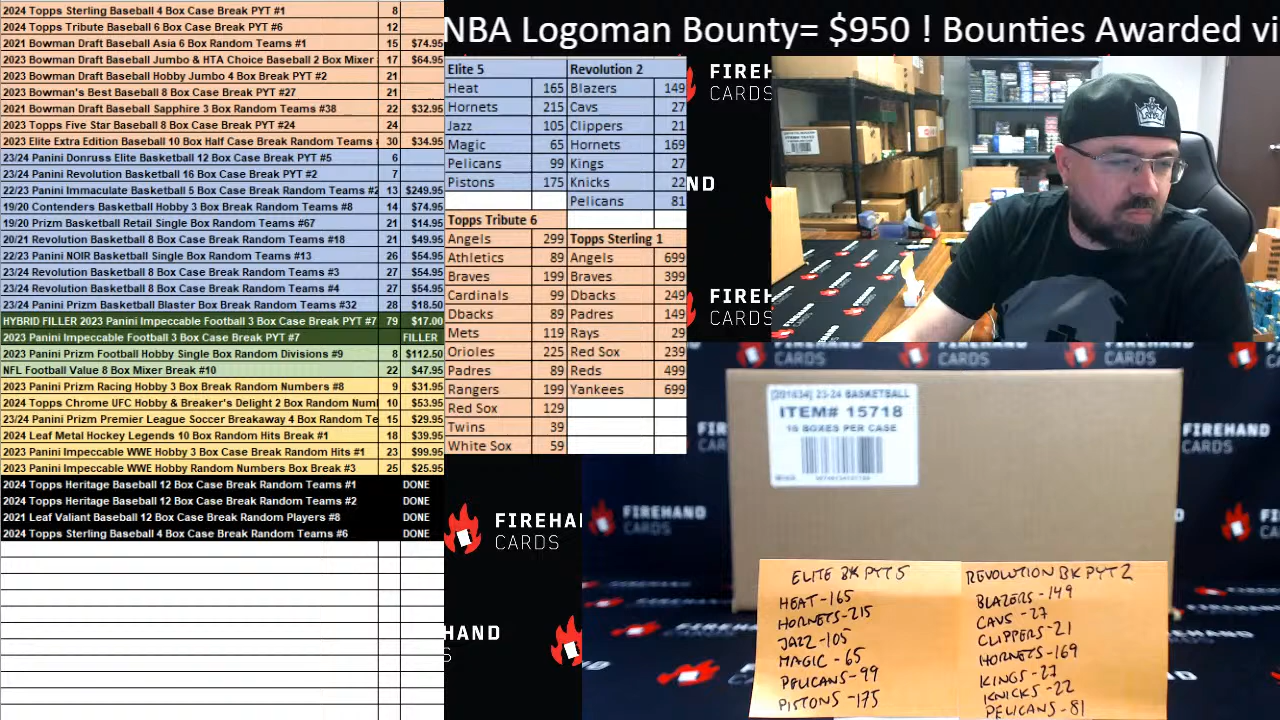 2024 Topps Sterling Baseball 4 Box Case Break PYT #1 8
2024 Topps Tribute Baseball 6 Box Case Break PYT #6 12
2021 Bowman Draft Baseball Asia 6 Box Random Teams #1 15 $74.95
2023 Bowman Draft Baseball Jumbo & HTA Choice Baseball 2 Box Mixer 17 $64.95
2023 Bowman Draft Baseball Hobby Jumbo 4 Box Break PYT #2 21
2023 Bowman's Best Baseball 8 Box Case Break PYT #27 21
2021 Bowman Draft Baseball Sapphire 3 Box Random Teams #38 22 $32.95
2023 Topps Five Star Baseball 8 Box Case Break PYT #24 24
2023 Elite Extra Edition Baseball 10 Box Half Case Break Random Teams 30 $34.95
23/24 Panini Donruss Elite Basketball 12 Box Case Break PYT #5 6
23/24 Panini Revolution Basketball 16 Box Case Break PYT #2 7
22/23 Panini Immaculate Basketball 5 Box Case Break Random Teams #2 13 $249.95
19/20 Contenders Basketball Hobby 3 Box Break Random Teams #8 14 $74.95
19/20 Prizm Basketball Retail Single Box Random Teams #67 21 $14.95
20/21 Revolution Basketball 8 Box Case Break Random Teams #18 21 $49.95
22/23 Panini NOIR Basketball Single Box Random Teams #13 26 $54.95
23/24 Revolution Basketball 8 Box Case Break Random Teams #3 27 $54.95
23/24 Revolution Basketball 8 Box Case Break Random Teams #4 27 $54.95
23/24 Panini Prizm Basketball Blaster Box Break Random Teams #32 28 $18.50
HYBRID FILLER 2023 Panini Impeccable Football 3 Box Case Break PYT #7 79 $17.00
2023 Panini Impeccable Football 3 Box Case Break PYT #7 FILLER
2023 Panini Prizm Football Hobby Single Box Random Divisions #9 8 $112.50
NFL Football Value 8 Box Mixer Break #10 22 $47.95
2023 Panini Prizm Racing Hobby 3 Box Break Random Numbers #8 9 $31.95
2024 Topps Chrome UFC Hobby & Breaker's Delight 2 Box Random Numl 10 $53.95
23/24 Panini Prizm Premier League Soccer Breakaway 4 Box Random Te 15 $29.95
2024 Leaf Metal Hockey Legends 10 Box Random Hits Break #1 18 $39.95
2023 Panini Impeccable WWE Hobby 3 Box Case Break Random Hits #1 23 $99.95
2023 Panini Impeccable WWE Hobby Random Numbers Box Break #3 25 $25.95
2024 Topps Heritage Baseball 12 Box Case Break Random Teams #1 DONE
2024 Topps Heritage Baseball 12 Box Case Break Random Teams #2 DONE
2021 Leaf Valiant Baseball 12 Box Case Break Random Players #8 DONE
2024 Topps Sterling Baseball 4 Box Case Break Random Teams #6 DONE
NBA Logoman Bounty= $950 ! Bounties Awarded vi
Elite 5
Heat 165
Hornets 215
Jazz 105
Magic 65
Pelicans 99
Pistons 175
Revolution 2
Blazers 149
Cavs 27
Clippers 21
Hornets 169
Kings 27
Knicks 22
Pelicans 81
Topps Tribute 6
Angels 299
Athletics 89
Braves 199
Cardinals 99
Dbacks 89
Mets 119
Orioles 225
Padres 89
Rangers 199
Red Sox 129
Twins 39
White Sox 59
Topps Sterling 1
Angels 699
Braves 399
Dbacks 249
Padres 149
Rays 29
Red Sox 239
Reds 499
Yankees 699
FIREH
CARDS
ND
FIREH
CARDS
FIREHA
CARDS
HAND
S
[201634] 23-24 BASKETBALL
ITEM# 15718
16 BOXES PER CASE
FIREHAND
CARDS
FIREHAND
CARDS
ELITE BK PYT 5
HEAT-165
HORNETS-215
JAZZ-105
MAGIC-65
PELICANS-99
PISTONS-175
REVOLUTION BK PYT 2
BLAZERS-149
CAVS-27
CLIPPERS-21
HORNETS-169
KINGS-27
KNICKS-22
PELICANS-81